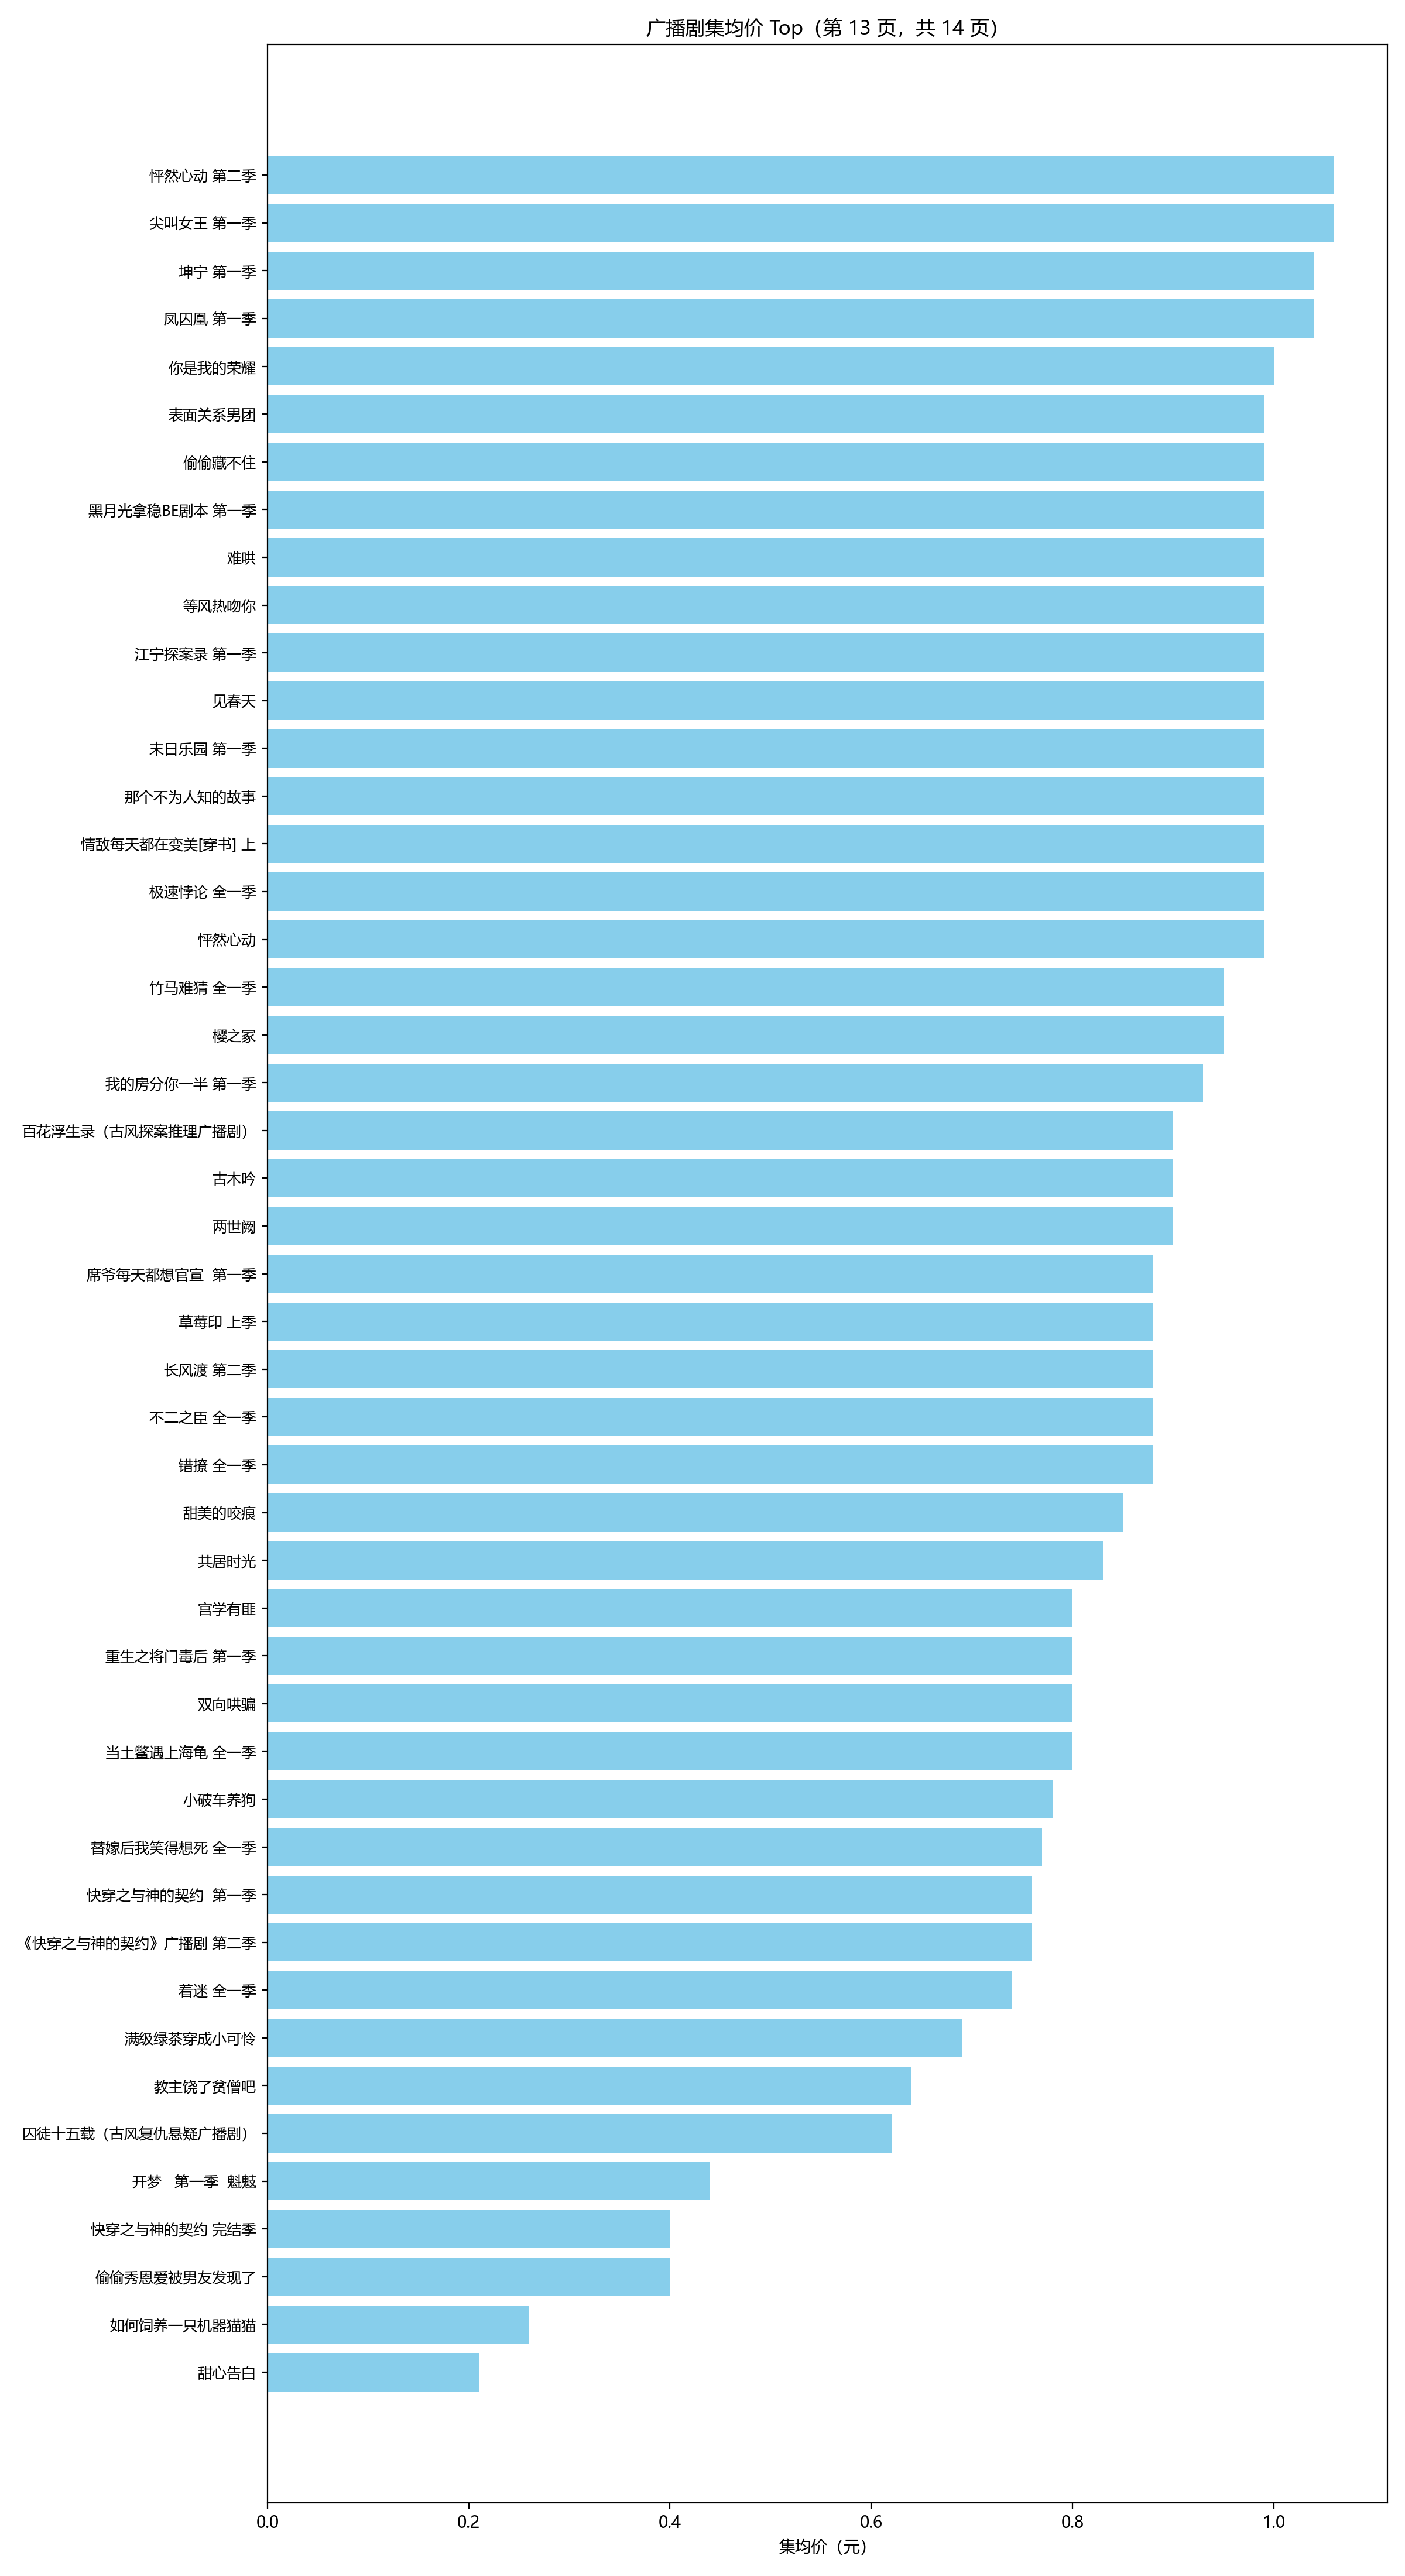 广播剧集均价 Top（第 13 页，共 14 页）
怦然心动 第二季
尖叫女王 第一季
坤宁 第一季
凤囚凰 第一季
你是我的荣耀
表面关系男团
偷偷藏不住
黑月光拿稳BE剧本 第一季
难哄
等风热吻你
江宁探案录 第一季
见春天
末日乐园 第一季
那个不为人知的故事
情敌每天都在变美[穿书] 上
极速悖论 全一季
怦然心动
竹马难猜 全一季
樱之冢
我的房分你一半 第一季
百花浮生录（古风探案推理广播剧）
古木吟
两世阙
席爷每天都想官宣  第一季
草莓印 上季
长风渡 第二季
不二之臣 全一季
错撩 全一季
甜美的咬痕
共居时光
宫学有匪
重生之将门毒后 第一季
双向哄骗
当土鳖遇上海龟 全一季
小破车养狗
替嫁后我笑得想死 全一季
快穿之与神的契约  第一季
《快穿之与神的契约》广播剧 第二季
着迷 全一季
满级绿茶穿成小可怜
教主饶了贫僧吧
囚徒十五载（古风复仇悬疑广播剧）
开梦   第一季  魁鬾
快穿之与神的契约 完结季
偷偷秀恩爱被男友发现了
如何饲养一只机器猫猫
甜心告白
0.0 0.2 0.4 0.6 0.8 1.0
集均价（元）